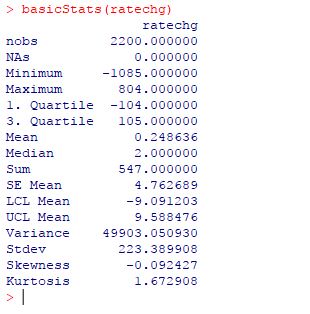 > basicStats(ratechg)
ratechg
nobs 2200.000000
NAs 0.000000
Minimum -1085.000000
Maximum 804.000000
1. Quartile -104.000000
3. Quartile 105.000000
Mean 0.248636
Median 2.000000
Sum 547.000000
SE Mean 4.762689
LCL Mean -9.091203
UCL Mean 9.588476
Variance 49903.050930
Stdev 223.389908
Skewness -0.092427
Kurtosis 1.672908
>